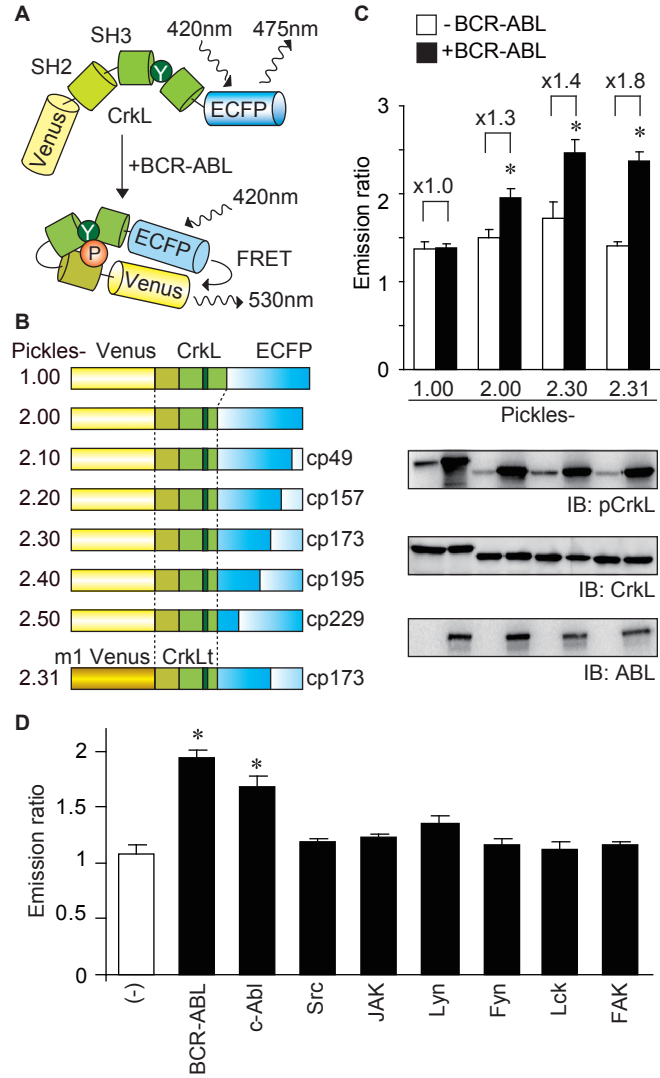 A
SH3
420nm
475nm
SH2
Y
Venus
CrkL
ECFP
+BCR-ABL
420nm
Y
P
ECFP
FRET
Venus
530nm
B
Pickles-
Venus
CrkL
ECFP
1.00
2.00
2.10
cp49
2.20
cp157
2.30
cp173
2.40
cp195
2.50
cp229
m1 Venus
CrkLt
2.31
cp173
C
-BCR-ABL
+BCR-ABL
x1.0
x1.3
x1.4
x1.8
* * *
Emission ratio
3
2
1
0
1.00 2.00 2.30 2.31
Pickles-
IB: pCrkL
IB: CrkL
IB: ABL
D
* *
Emission ratio
2
1.5
1
0.5
0
(-)
BCR-ABL
c-Abl
Src
JAK
Lyn
Fyn
Lck
FAK